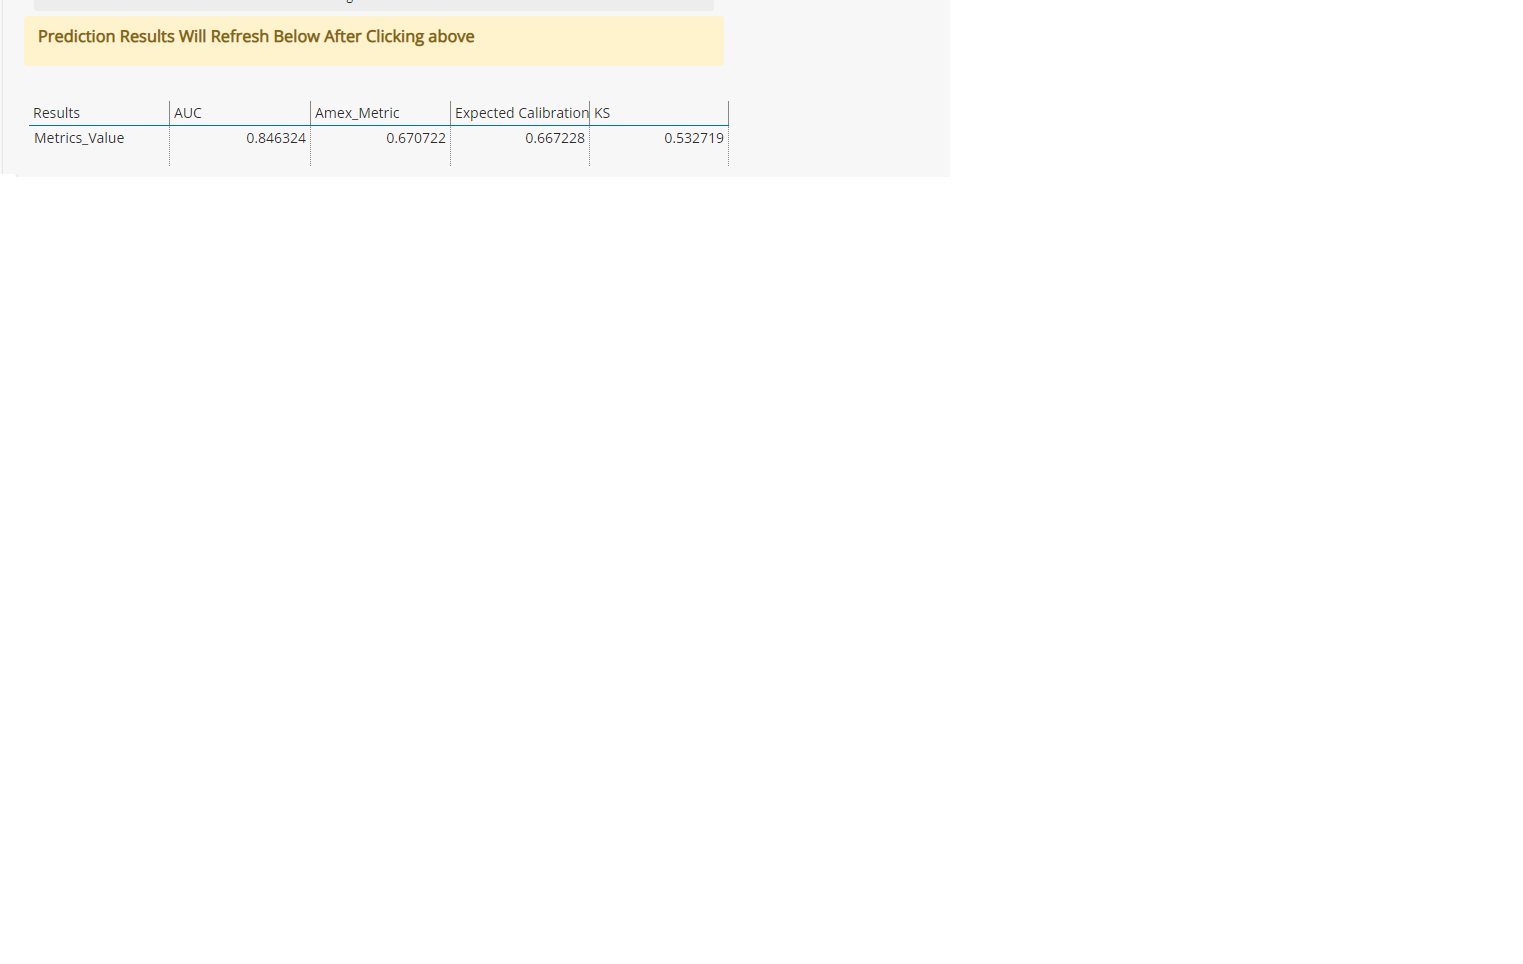 Prediction Results Will Refresh Below After Clicking above
Results AUC Amex_Metric Expected Calibration KS
Metrics_Value 0.846324 0.670722 0.667228 0.532719